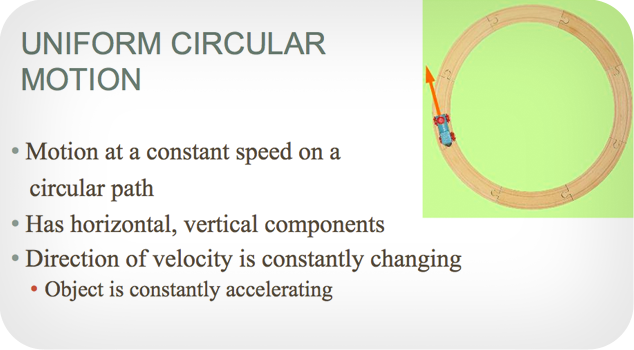 UNIFORM CIRCULAR
MOTION
• Motion at a constant speed on a
circular path
• Has horizontal, vertical components
• Direction of velocity is constantly changing
• Object is constantly accelerating